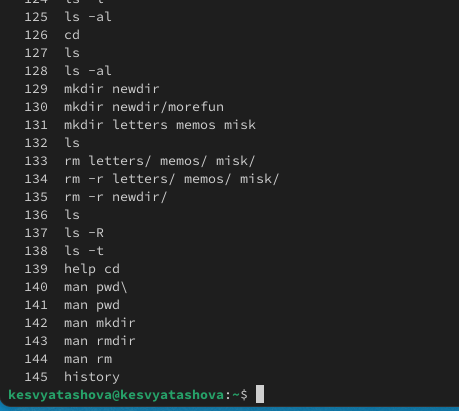 124 ls -t
125 ls -al
126 cd
127 ls
128 ls -al
129 mkdir newdir
130 mkdir newdir/morefun
131 mkdir letters memos misk
132 ls
133 rm letters/ memos/ misk/
134 rm -r letters/ memos/ misk/
135 rm -r newdir/
136 ls
137 ls -R
138 ls -t
139 help cd
140 man pwd\
141 man pwd
142 man mkdir
143 man rmdir
144 man rm
145 history
kesvyatashova@kesvyatashova:~$